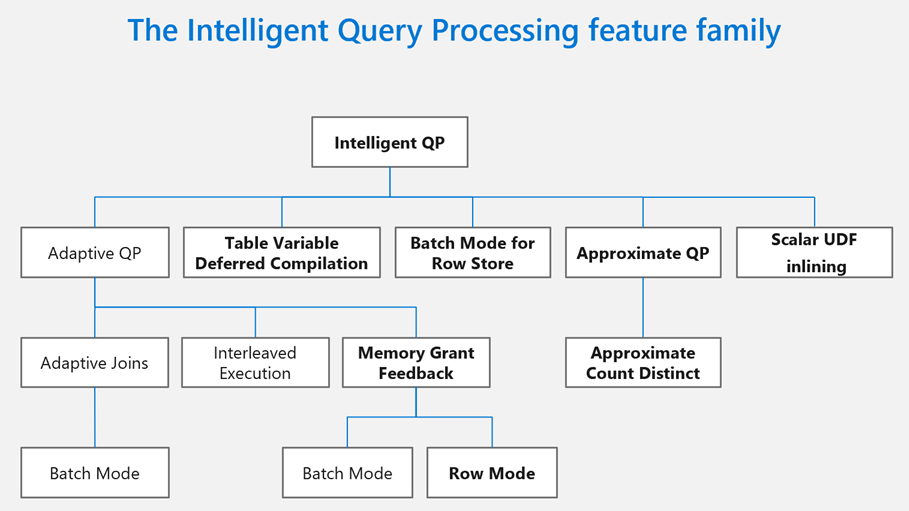 The Intelligent Query Processing feature family
Intelligent QP
Adaptive QP
Table Variable
Deferred Compilation
Batch Mode for
Row Store
Approximate QP
Scalar UDF
inlining
Adaptive Joins
Interleaved
Execution
Memory Grant
Feedback
Approximate
Count Distinct
Batch Mode
Batch Mode
Row Mode